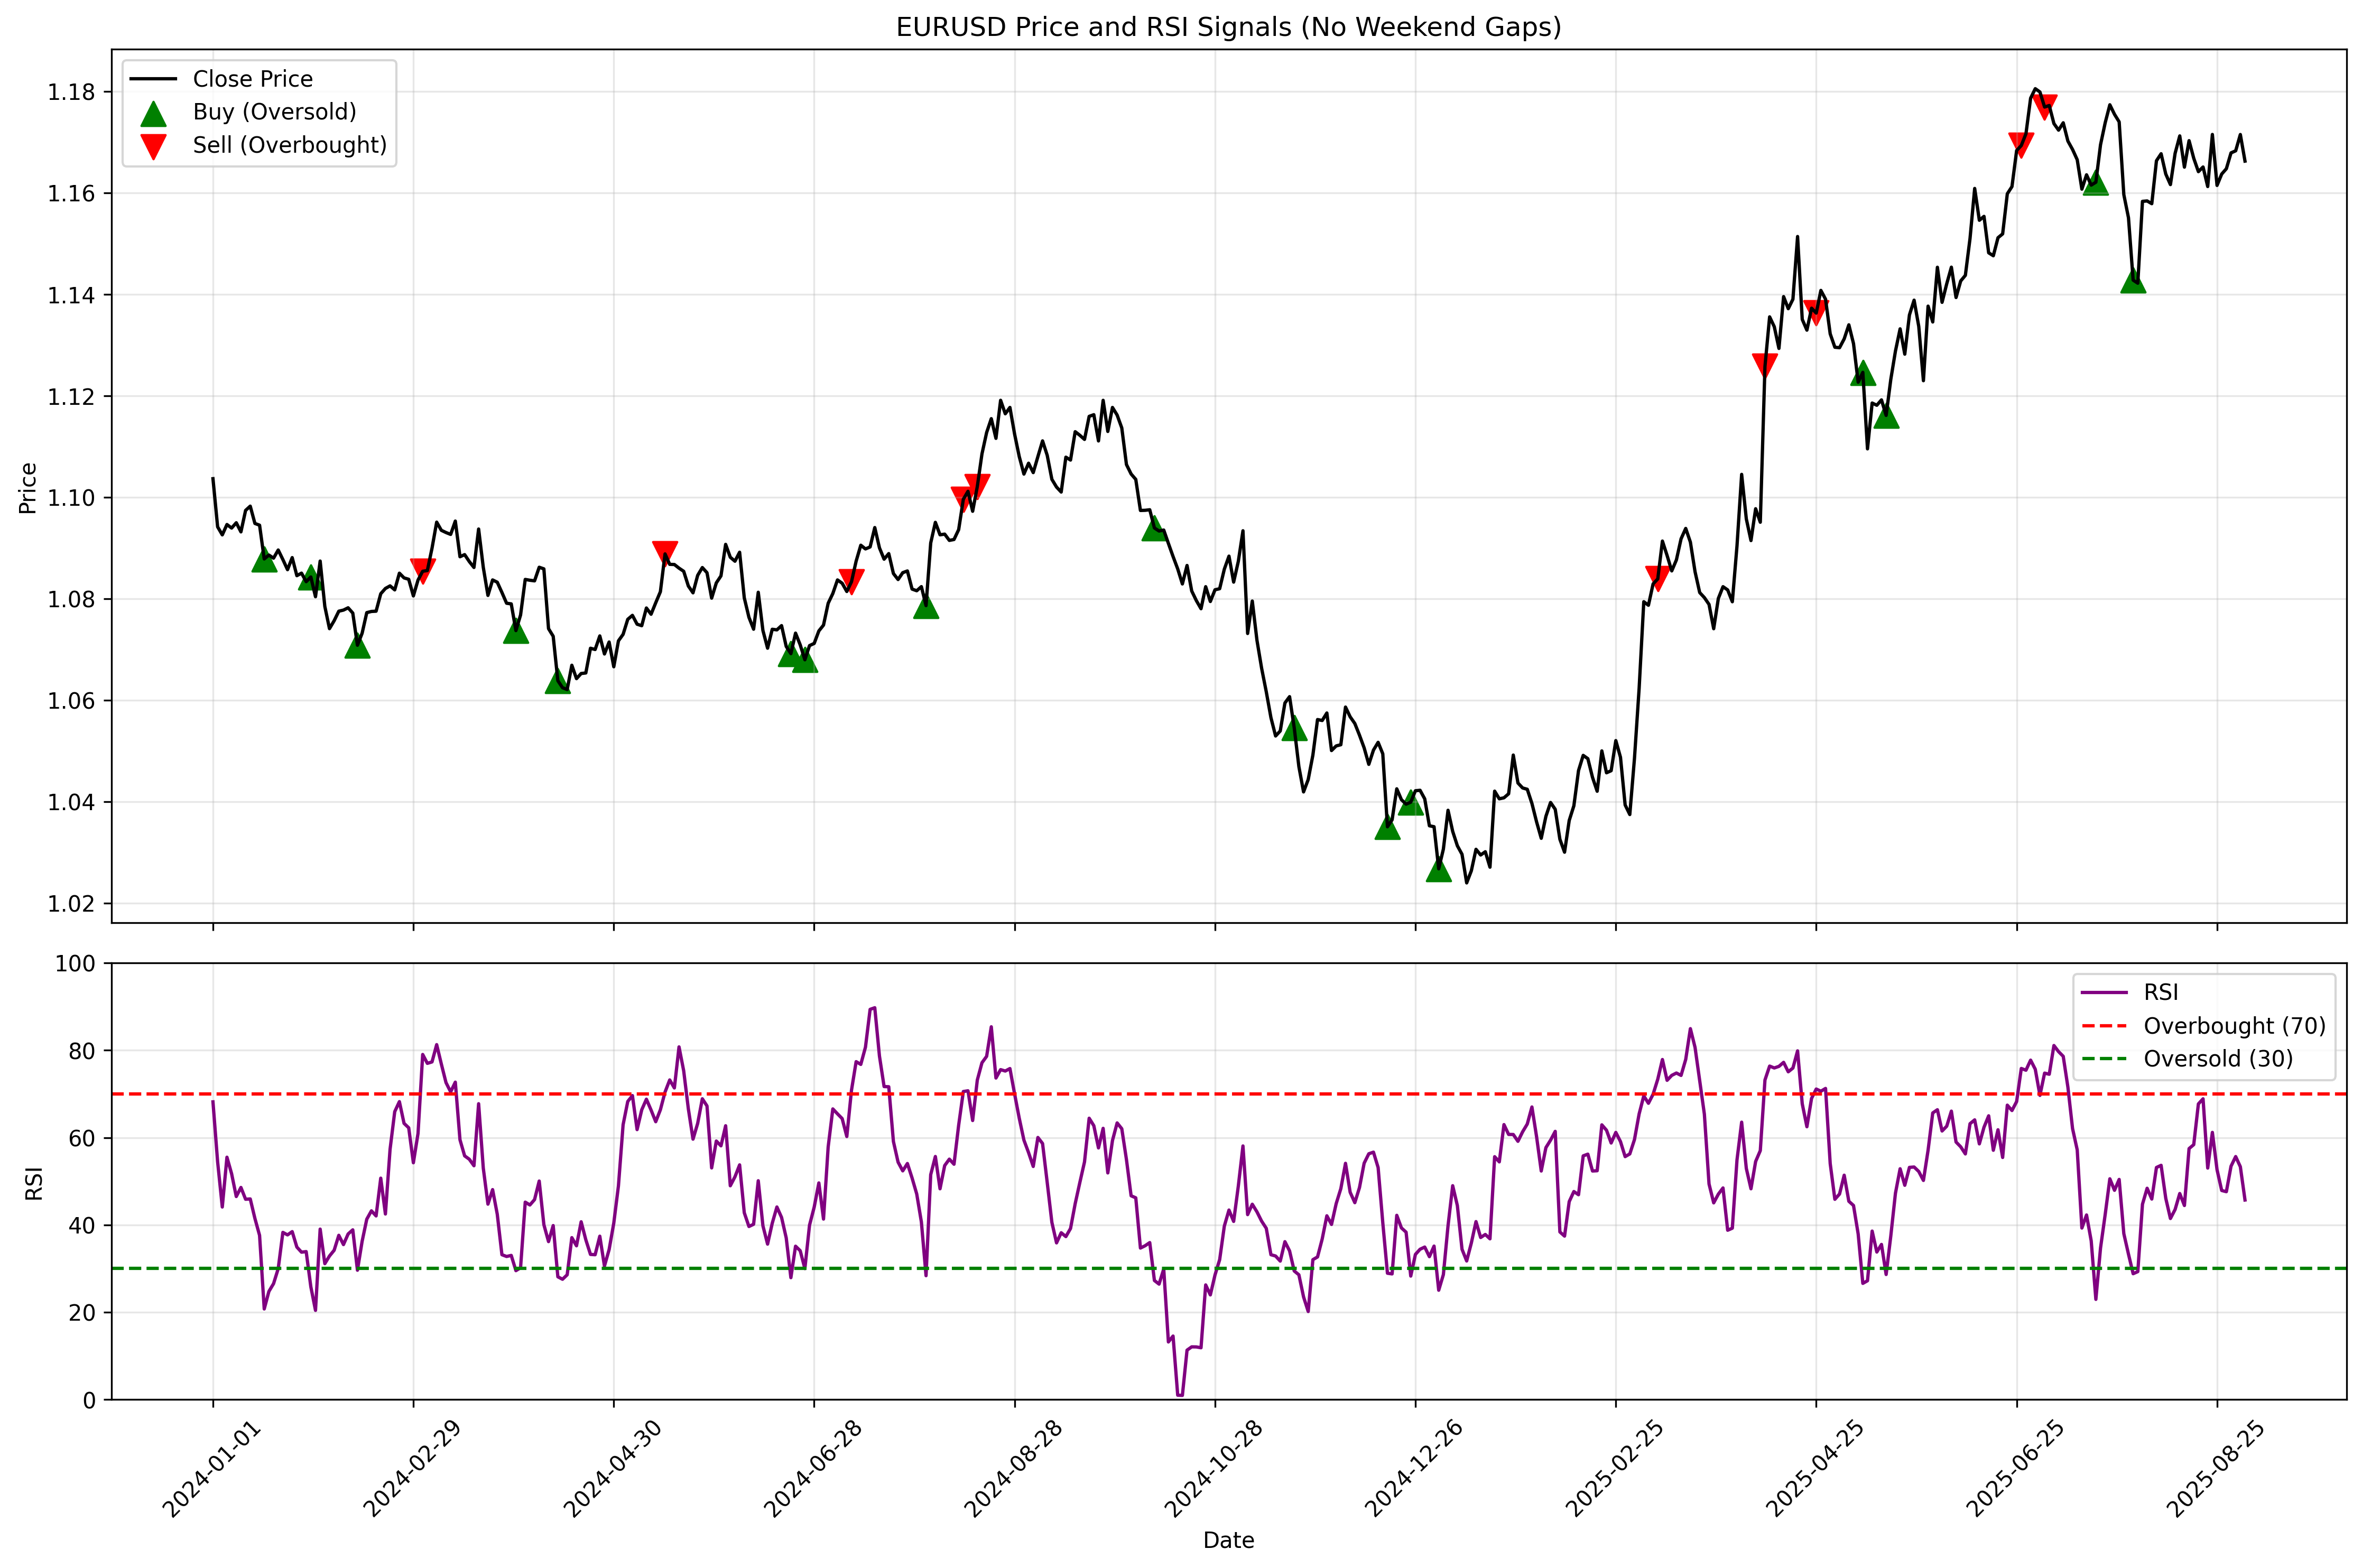 EURUSD Price and RSI Signals (No Weekend Gaps)
Close Price
Buy (Oversold)
Sell (Overbought)
1.18
1.16
1.14
1.12
1.10
1.08
1.06
1.04
1.02
Price
RSI
Overbought (70)
Oversold (30)
100
80
60
40
20
0
RSI
2024-01-01
2024-02-29
2024-04-30
2024-06-28
2024-08-28
2024-10-28
2024-12-26
2025-02-25
2025-04-25
2025-06-25
2025-08-25
Date